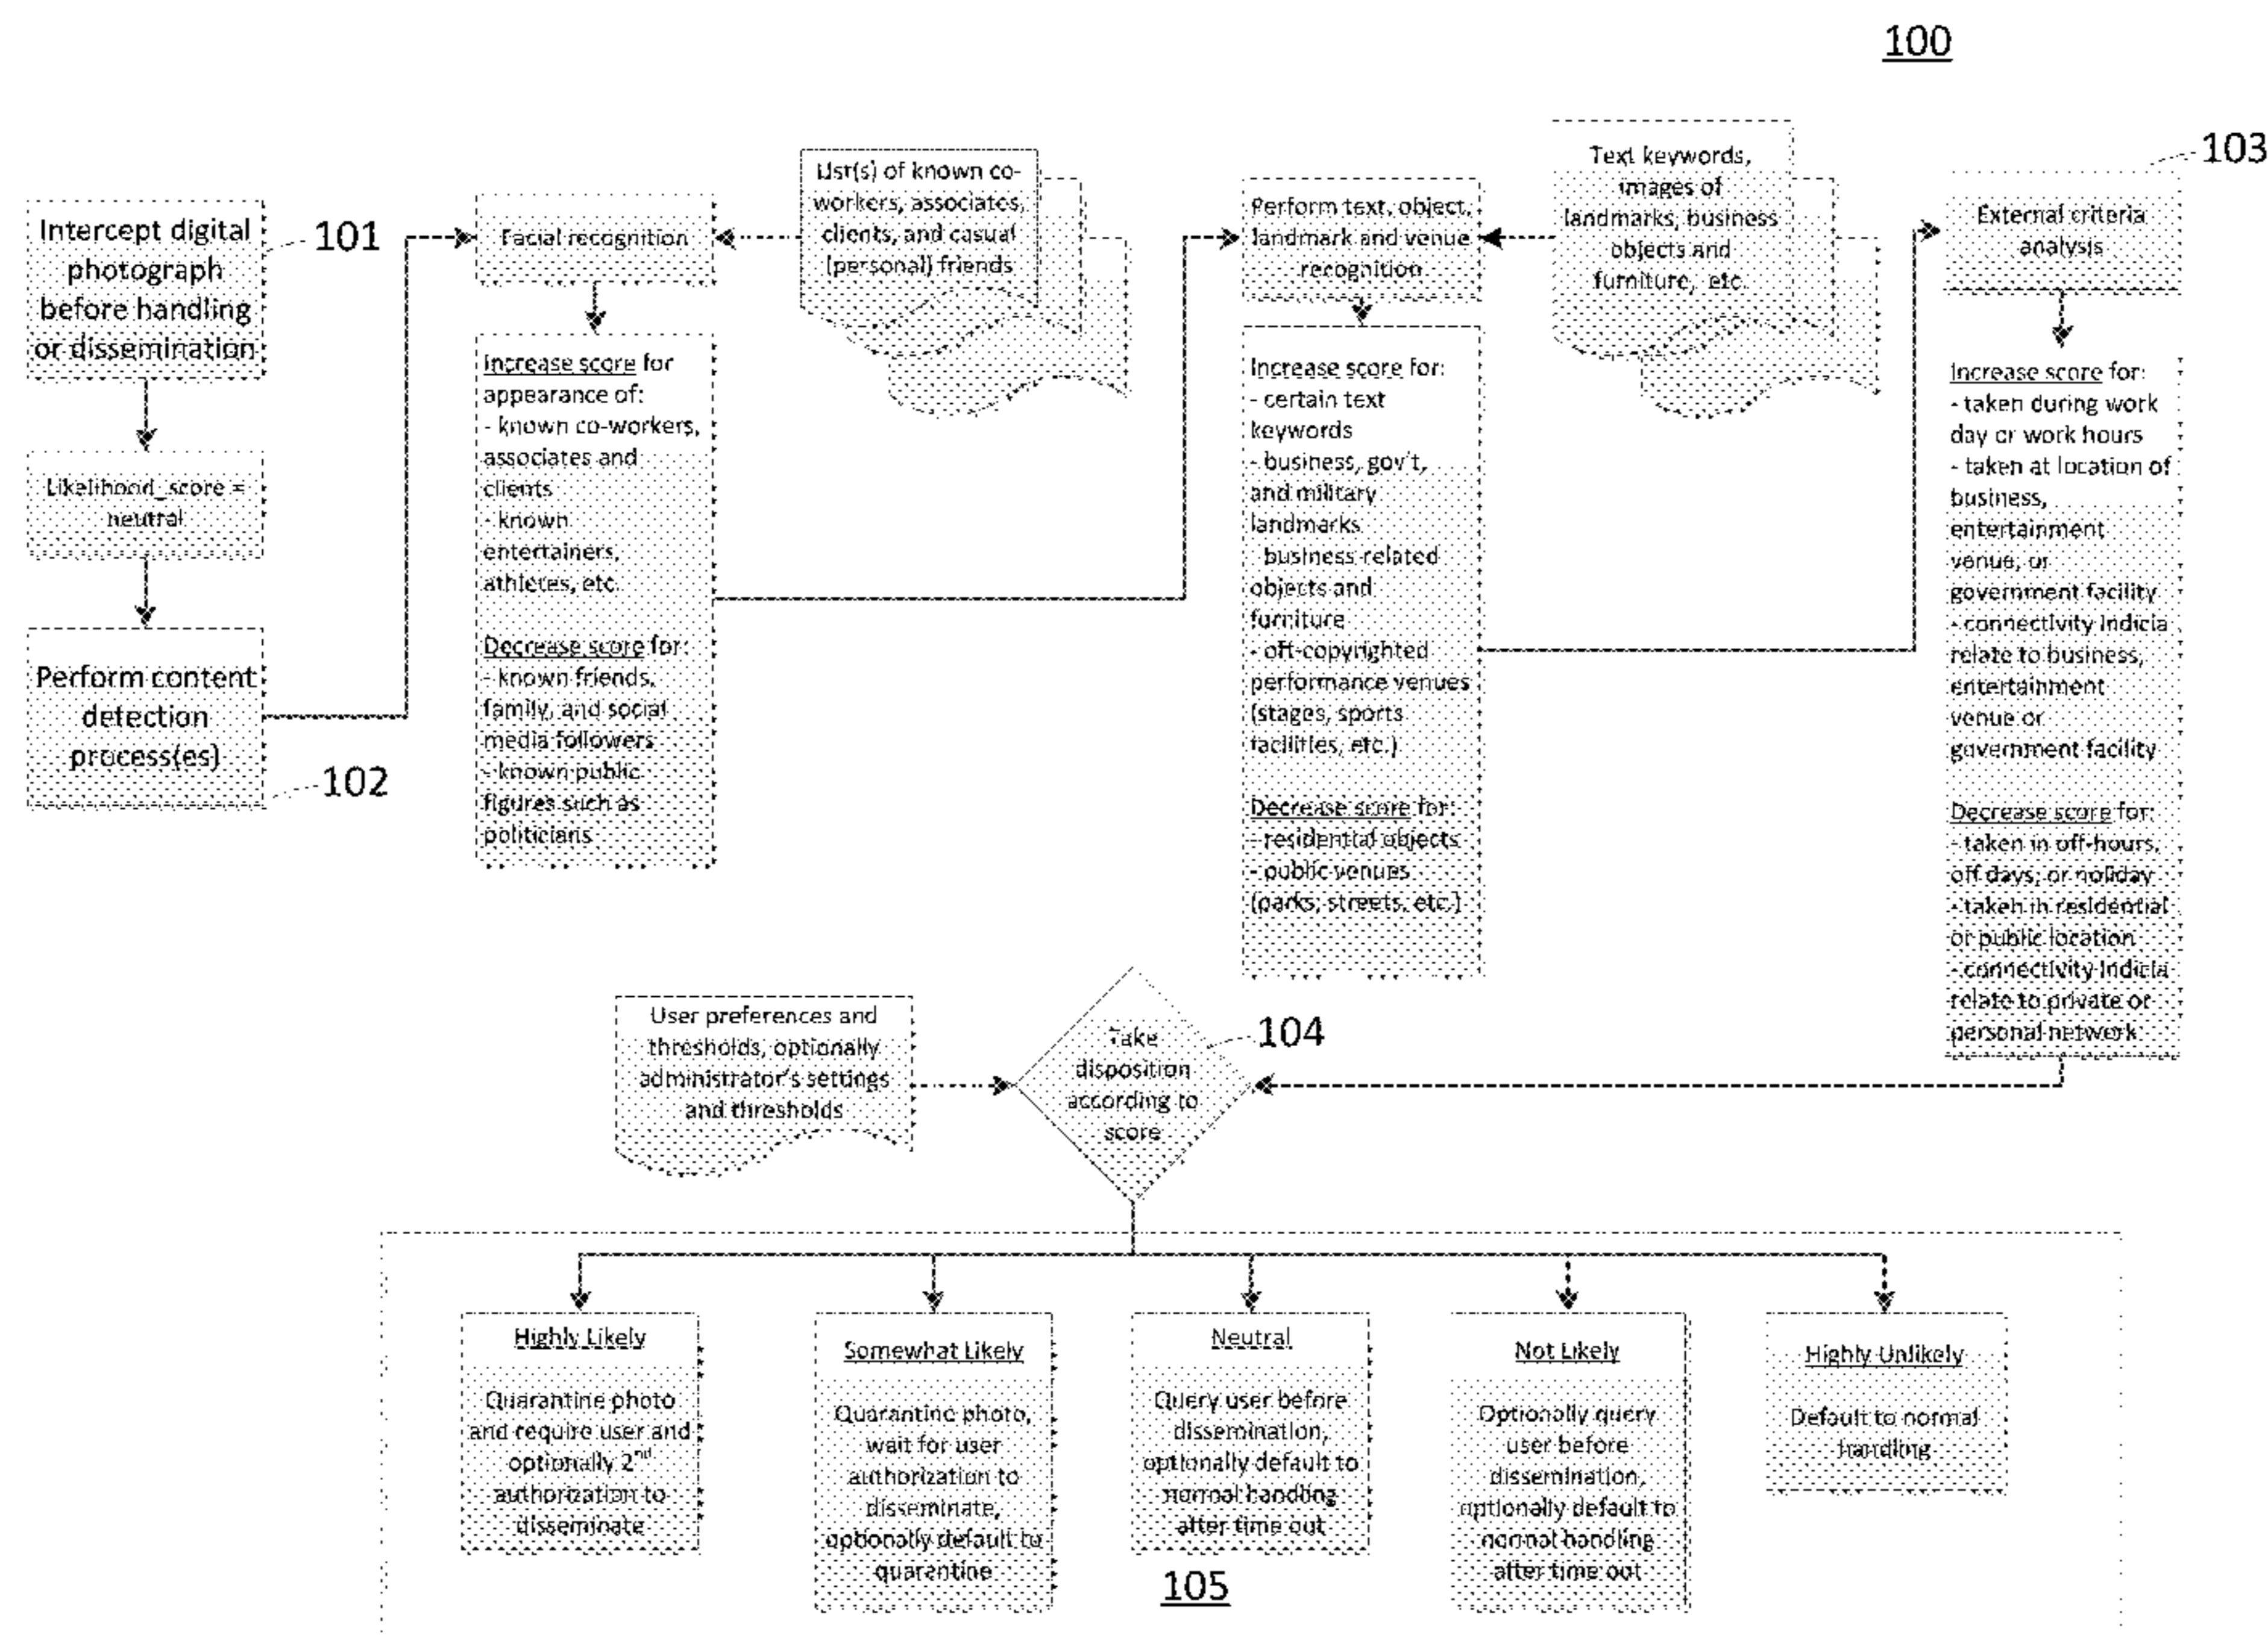 100
Intercept digital
photograph
before handling
or dissemination
101
Likelihood_score =
neutral
Perform content
detection
process(es)
102
Facial recognition
List(s) of known co-
workers, associates,
clients, and casual
(personal) friends
Increase score for
appearance of:
- known co-workers,
associates and
clients
- known
entertainers,
athletes, etc.
Decrease score for:
- known friends,
family, and social
media followers
- known public
figures such as
politicians
Perform text, object,
landmark and venue
recognition
Text keywords,
images of
landmarks, business
objects and
furniture, etc.
Increase score for:
- certain text
keywords
- business, gov't,
and military
landmarks
- business-related
objects and
furniture
- oft-copyrighted
performance venues
(stages, sports
facilities, etc.)
Decrease score for:
- residential objects
- public venues
(parks, streets, etc.)
103
External criteria
analysis
Increase score for:
- taken during work
day or work hours
- taken at location of
business,
entertainment
venue, or
government facility
- connectivity indicia
relate to business,
entertainment
venue or
government facility
Decrease score for:
- taken in off-hours,
off days, or holiday
- taken in residential
or public location
- connectivity indicia
relate to private or
personal network
User preferences and
thresholds, optionally
administrator's settings
and thresholds
Take
disposition
according to
score
104
Highly Likely
Quarantine photo
and require user and
optionally 2nd
authorization to
disseminate
Somewhat Likely
Quarantine photo,
wait for user
authorization to
disseminate,
optionally default to
quarantine
Neutral
Query user before
dissemination,
optionally default to
normal handling
after time out
Not Likely
Optionally query
user before
dissemination,
optionally default to
normal handling
after time out
Highly Unlikely
Default to normal
handling
105